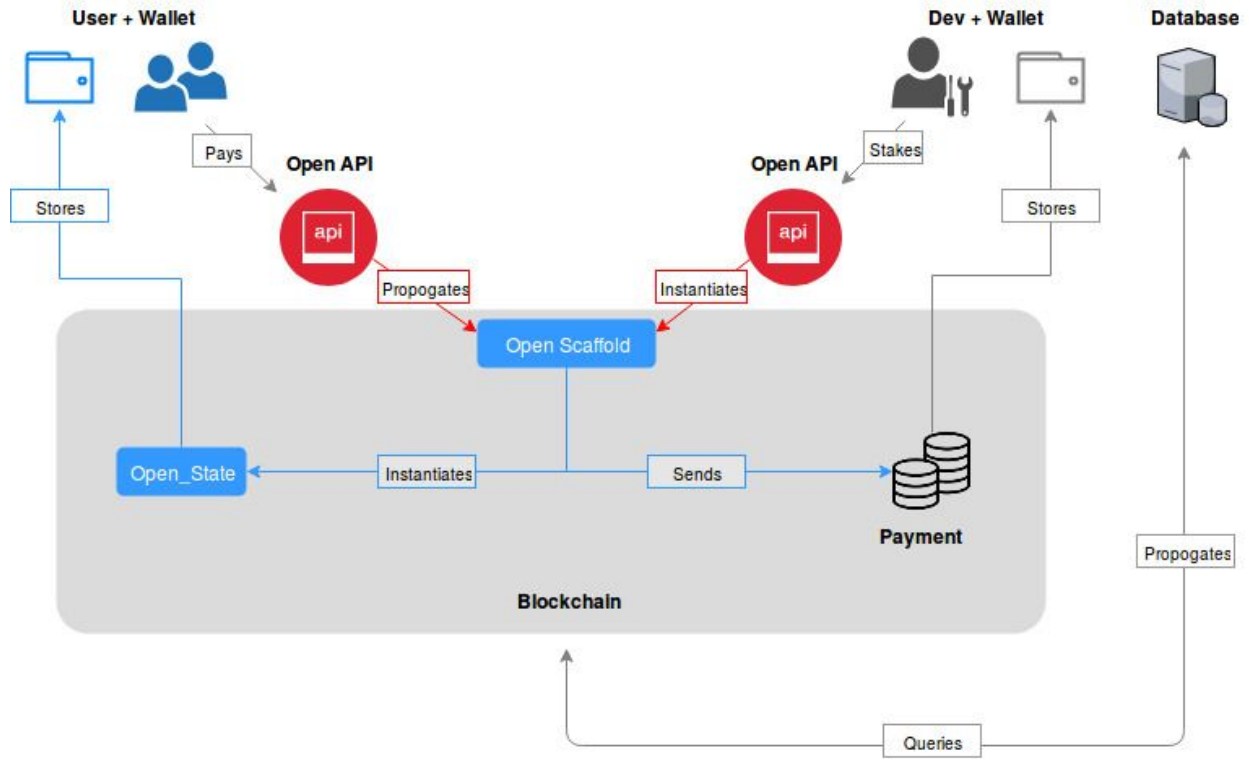 User + Wallet
Dev + Wallet
Database
Pays
Stakes
Open API
Open API
Stores
Stores
api
api
Propogates
Instantiates
Open Scaffold
Open_State
Instantiates
Sends
Payment
Propogates
Blockchain
Queries